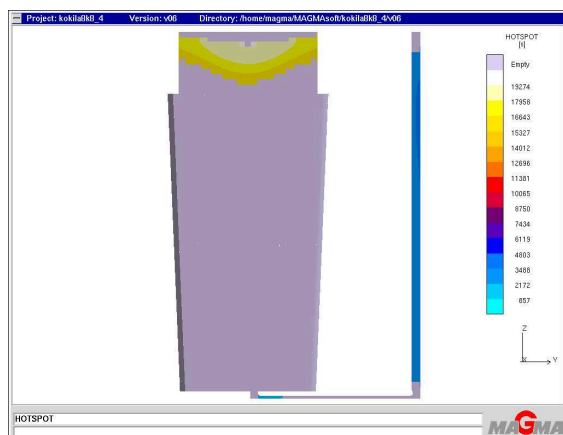 Project: kokila8k8_4 Version: v06 Directory: /home/magma/MAGMAsoft/kokila8k8_4/v06
HOTSPOT
[s]
Empty
19274
17958
16643
15327
14012
12696
11381
10065
8750
7434
6119
4803
3488
2172
857
Z
X Y
HOTSPOT
MAGMA